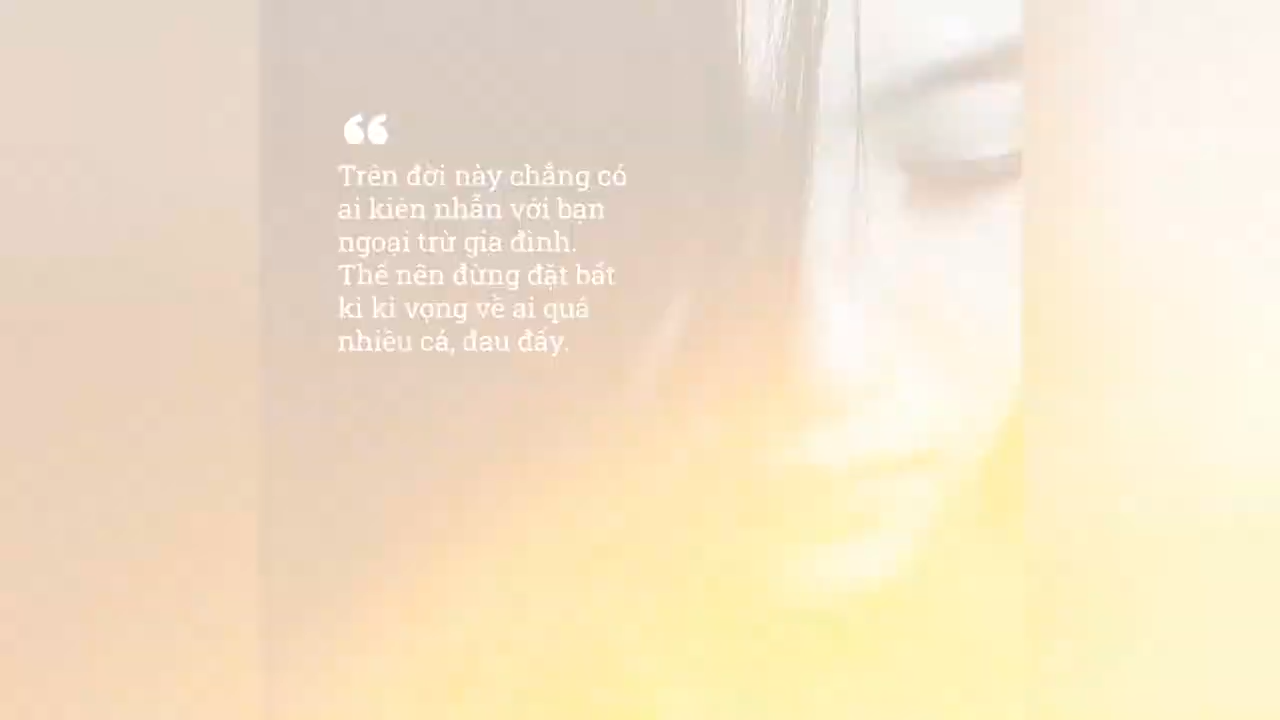 Trên đời này chẳng có
ai kiên nhẫn với bạn
ngoại trừ gia đình.
Thế nên đừng đặt bất
kì kì vọng về ai quá
nhiều cả, đau đấy.